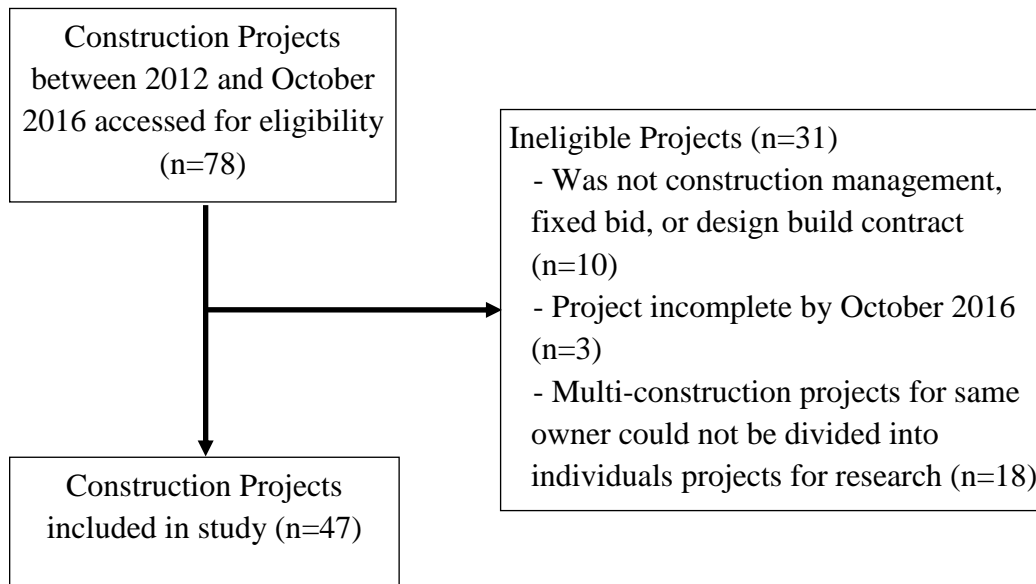 Construction Projects
between 2012 and October
2016 accessed for eligibility
(n=78)
Ineligible Projects (n=31)
- Was not construction management,
fixed bid, or design build contract
(n=10)
- Project incomplete by October 2016
(n=3)
- Multi-construction projects for same
owner could not be divided into
individuals projects for research (n=18)
Construction Projects
included in study (n=47)